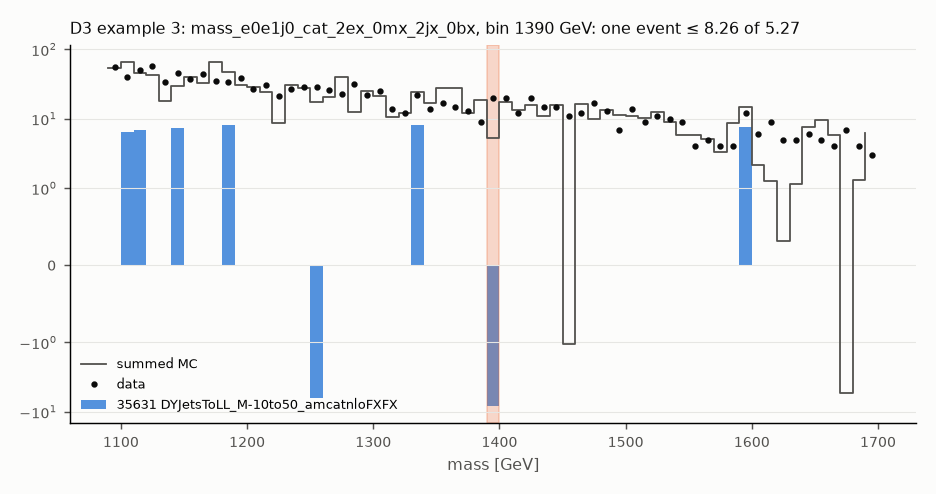 D3 example 3: mass_e0e1j0_cat_2ex_0mx_2jx_0bx, bin 1390 GeV: one event ≤ 8.26 of 5.27
10²
10¹
10⁰
0
−10⁰
−10¹
summed MC
data
35631 DYJetsToLL_M-10to50_amcatnloFXFX
1100 1200 1300 1400 1500 1600 1700
mass [GeV]